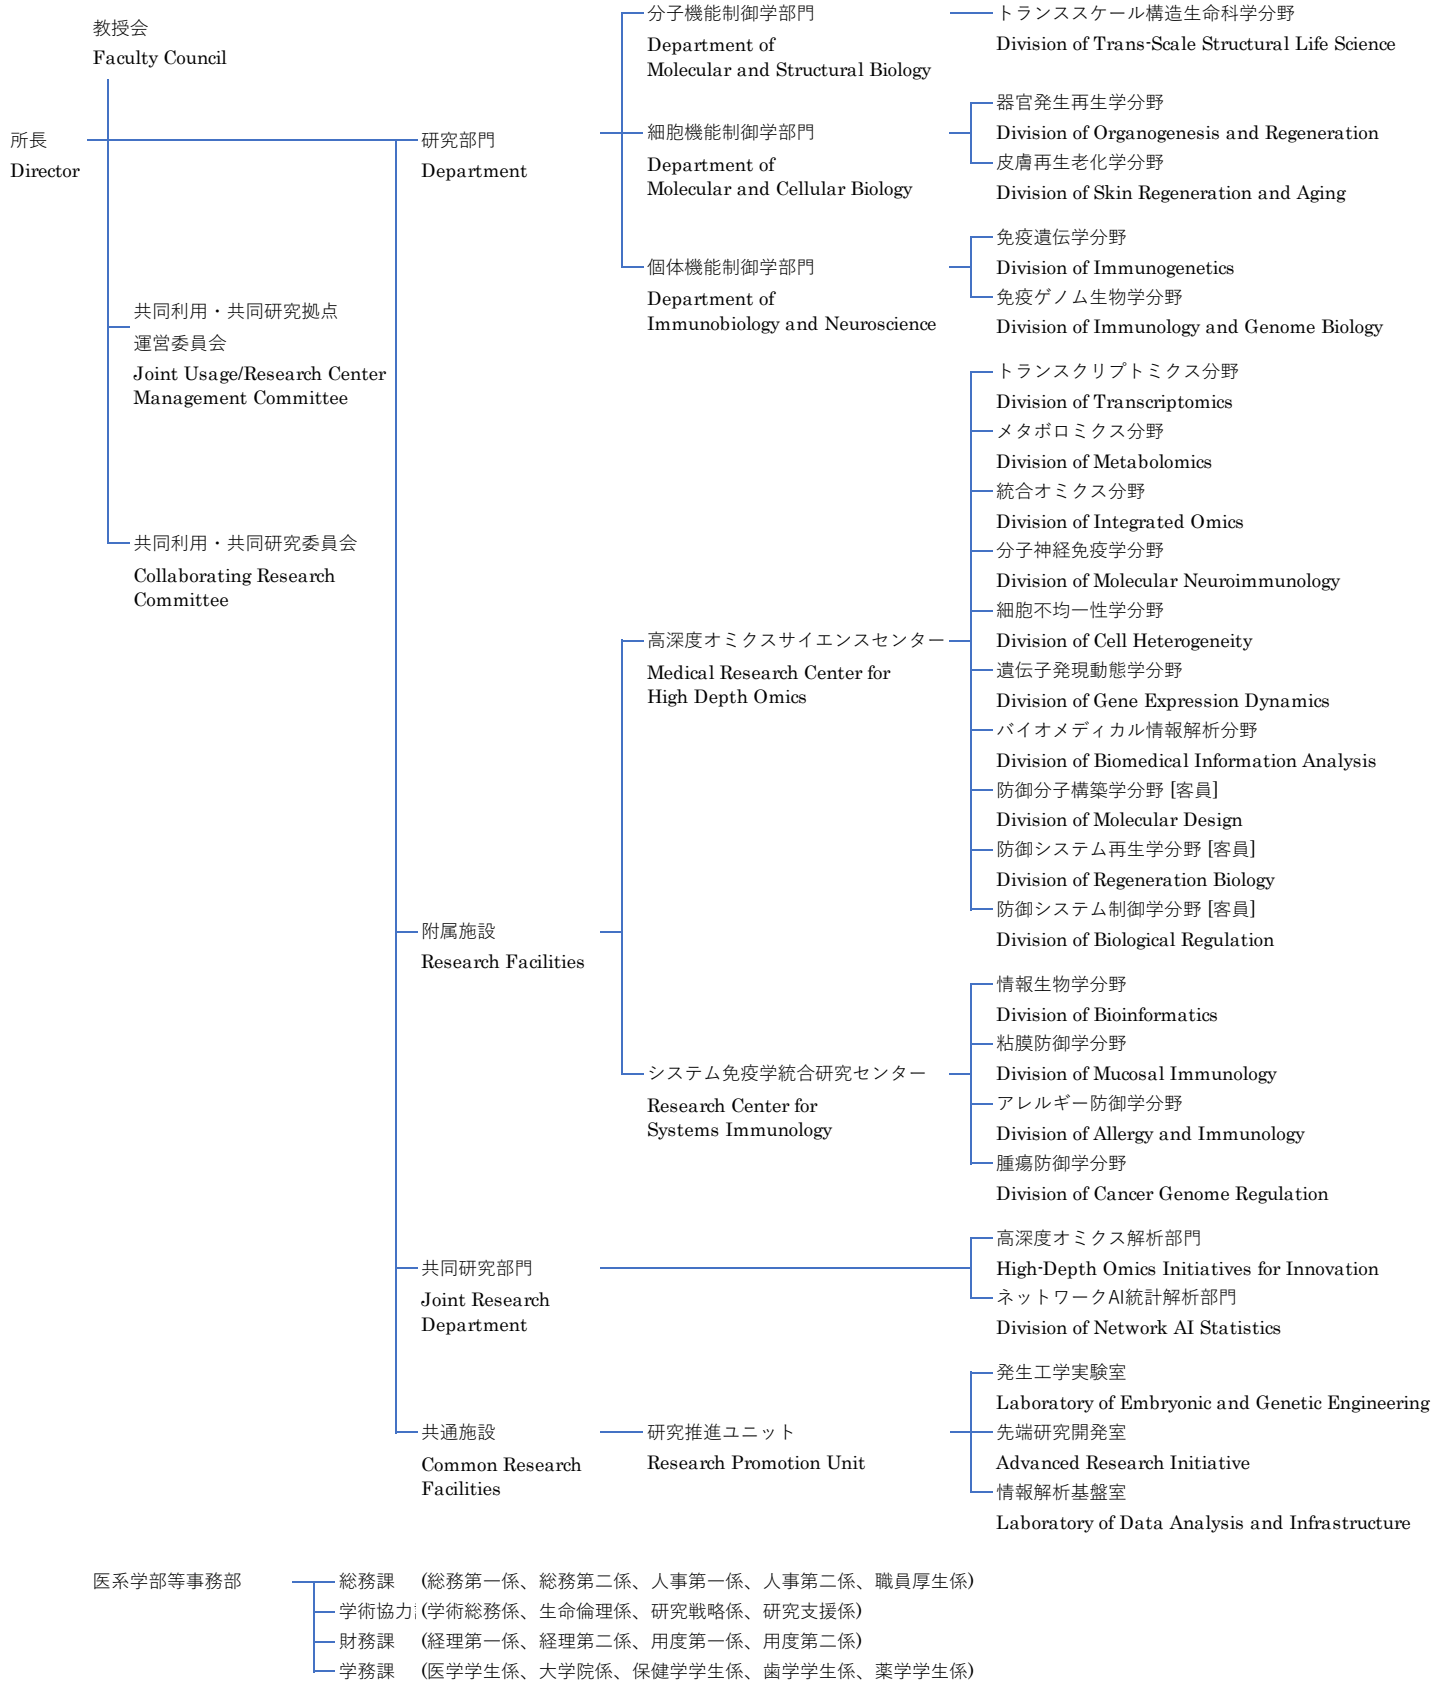 教授会
Faculty Council
所長
Director
共同利用・共同研究拠点
運営委員会
Joint Usage/Research Center
Management Committee
共同利用・共同研究委員会
Collaborating Research
Committee
研究部門
Department
分子機能制御学部門
Department of
Molecular and Structural Biology
トランススケール構造生命科学分野
Division of Trans-Scale Structural Life Science
細胞機能制御学部門
Department of
Molecular and Cellular Biology
器官発生再生学分野
Division of Organogenesis and Regeneration
皮膚再生老化学分野
Division of Skin Regeneration and Aging
個体機能制御学部門
Department of
Immunobiology and Neuroscience
免疫遺伝学分野
Division of Immunogenetics
免疫ゲノム生物学分野
Division of Immunology and Genome Biology
附属施設
Research Facilities
高深度オミクスサイエンスセンター
Medical Research Center for
High Depth Omics
トランスクリプトミクス分野
Division of Transcriptomics
メタボロミクス分野
Division of Metabolomics
統合オミクス分野
Division of Integrated Omics
分子神経免疫学分野
Division of Molecular Neuroimmunology
細胞不均一性学分野
Division of Cell Heterogeneity
遺伝子発現動態学分野
Division of Gene Expression Dynamics
バイオメディカル情報解析分野
Division of Biomedical Information Analysis
防御分子構築学分野 [客員]
Division of Molecular Design
防御システム再生学分野 [客員]
Division of Regeneration Biology
防御システム制御学分野 [客員]
Division of Biological Regulation
システム免疫学統合研究センター
Research Center for
Systems Immunology
情報生物学分野
Division of Bioinformatics
粘膜防御学分野
Division of Mucosal Immunology
アレルギー防御学分野
Division of Allergy and Immunology
腫瘍防御学分野
Division of Cancer Genome Regulation
共同研究部門
Joint Research
Department
高深度オミクス解析部門
High-Depth Omics Initiatives for Innovation
ネットワークAI統計解析部門
Division of Network AI Statistics
共通施設
Common Research
Facilities
研究推進ユニット
Research Promotion Unit
発生工学実験室
Laboratory of Embryonic and Genetic Engineering
先端研究開発室
Advanced Research Initiative
情報解析基盤室
Laboratory of Data Analysis and Infrastructure
医系学部等事務部
総務課 (総務第一係、総務第二係、人事第一係、人事第二係、職員厚生係)
学術協力 (学術総務係、生命倫理係、研究戦略係、研究支援係)
財務課 (経理第一係、経理第二係、用度第一係、用度第二係)
学務課 (医学学生係、大学院係、保健学学生係、歯学学生係、薬学学生係)